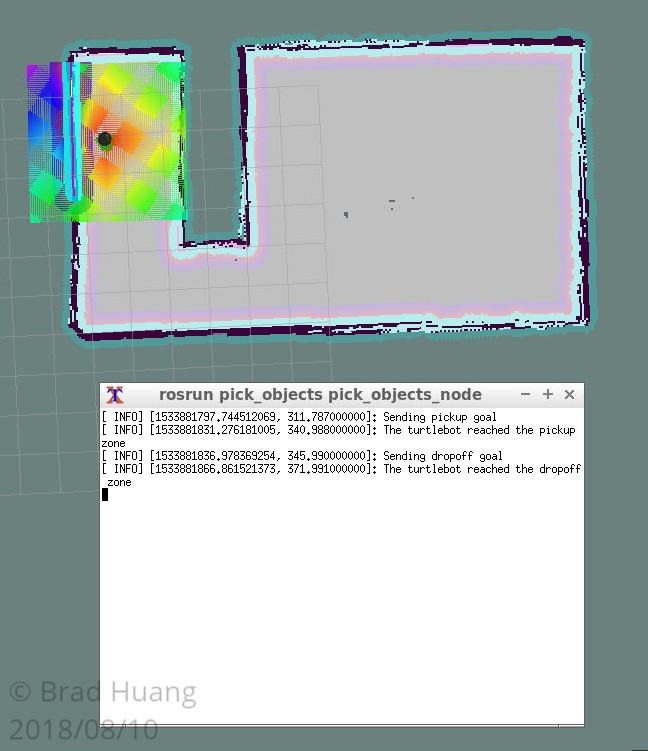 rosrun pick_objects pick_objects_node
[ INFO] [1533881797.744512069, 311.787000000]: Sending pickup goal
[ INFO] [1533881831.276181005, 340.988000000]: The turtlebot reached the pickup
zone
[ INFO] [1533881836.978369254, 345.990000000]: Sending dropoff goal
[ INFO] [1533881866.861521373, 371.991000000]: The turtlebot reached the dropoff
zone
© Brad Huang
2018/08/10